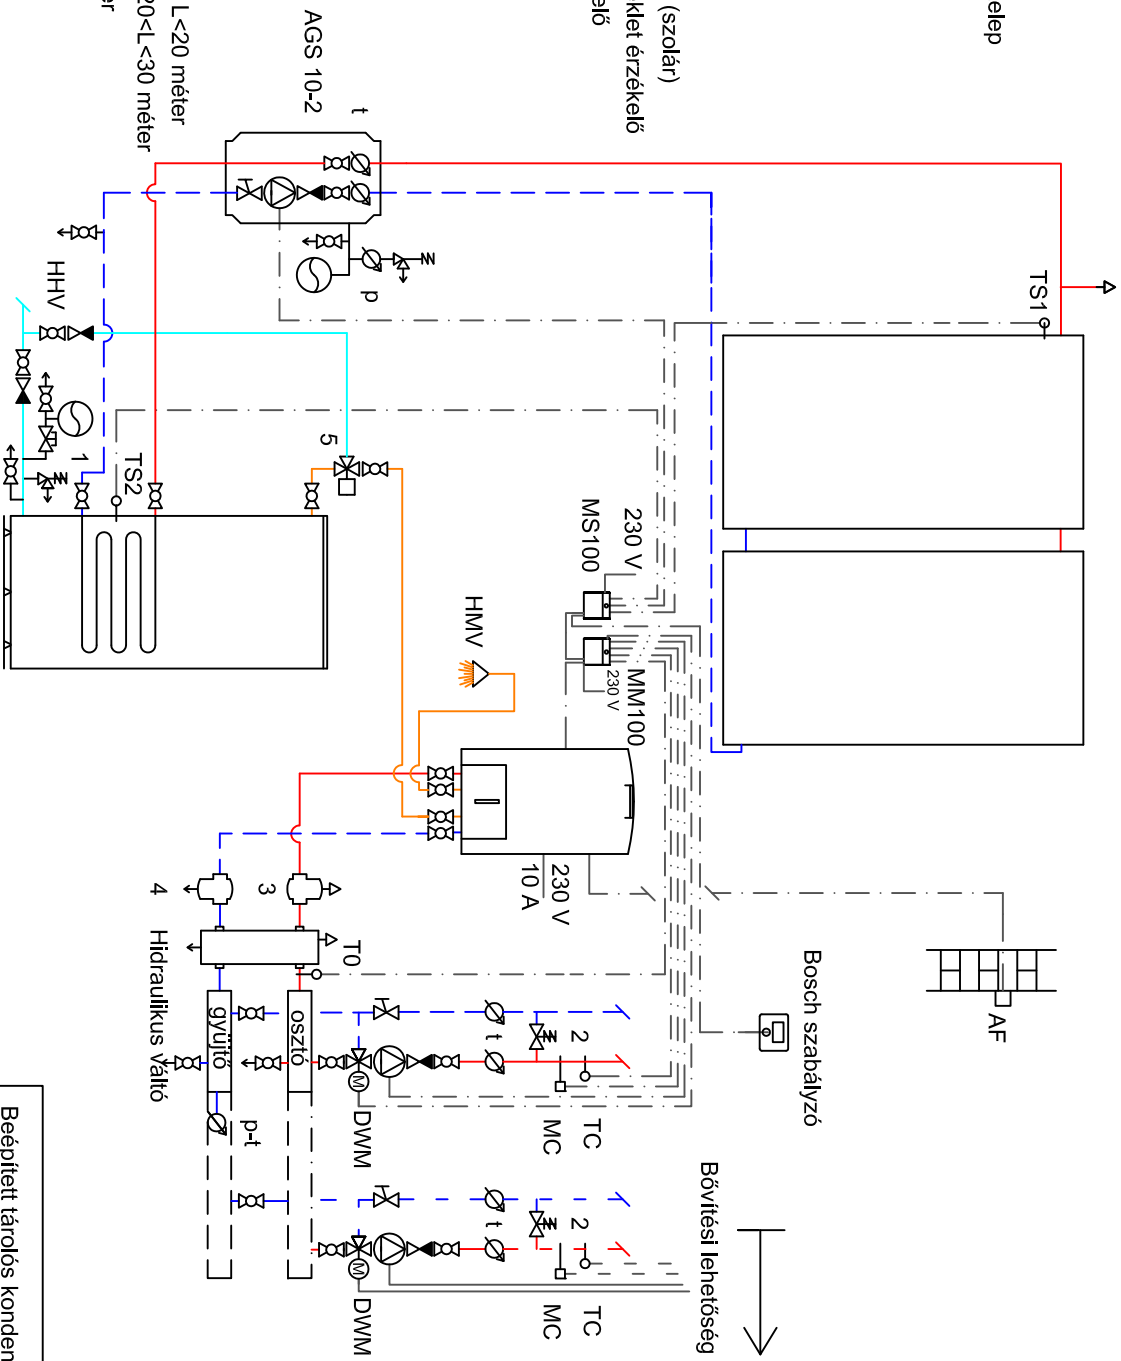 elep
(szolár)
klet érzékelő
elő
L<20 méter
20<L<30 méter
er
AGS 10-2
t
p
TS1
HHV
1
TS2
5
230 V
MS100
MM100
230 V
HMV
230 V
10 A
AF
Bosch szabályzó
3
4
T0
Hidraulikus váltó
gyűjtő
osztó
p-t
t
2
M
DWM
TC
MC
Bővítési lehetőség
t
2
M
DWM
TC
MC
Beépített tárolós konden